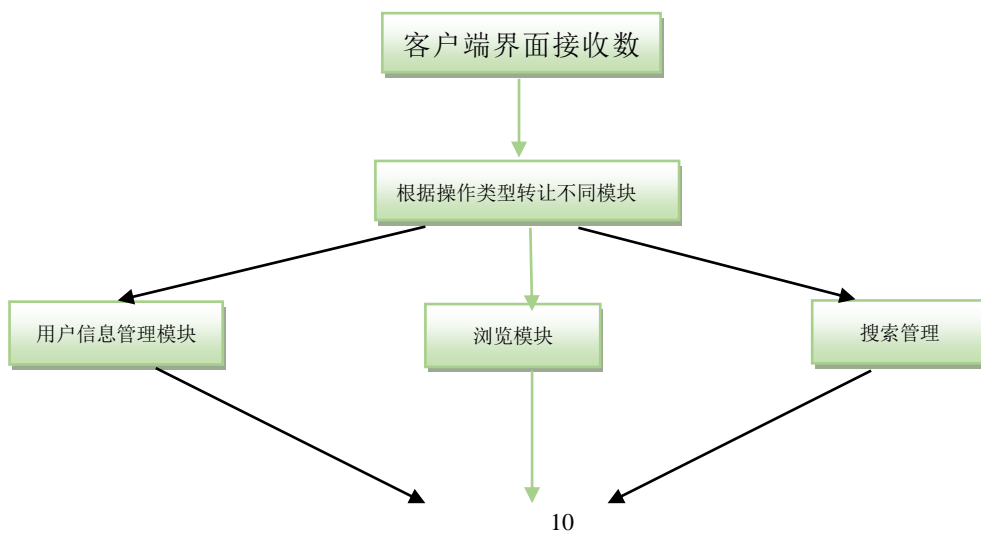 客户端界面接收数
根据操作类型转让不同模块
用户信息管理模块
浏览模块
搜索管理
10